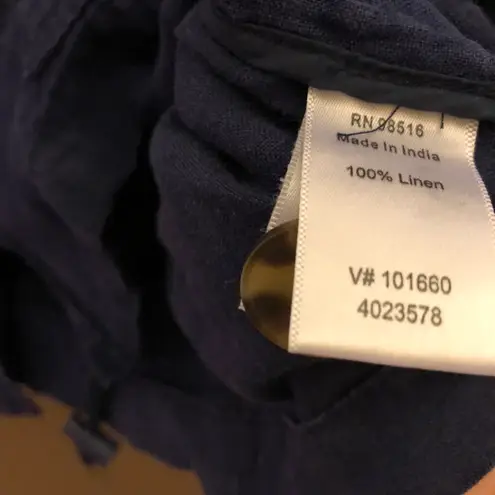 RN 98516
Made In India
100% Linen
V# 101660
4023578